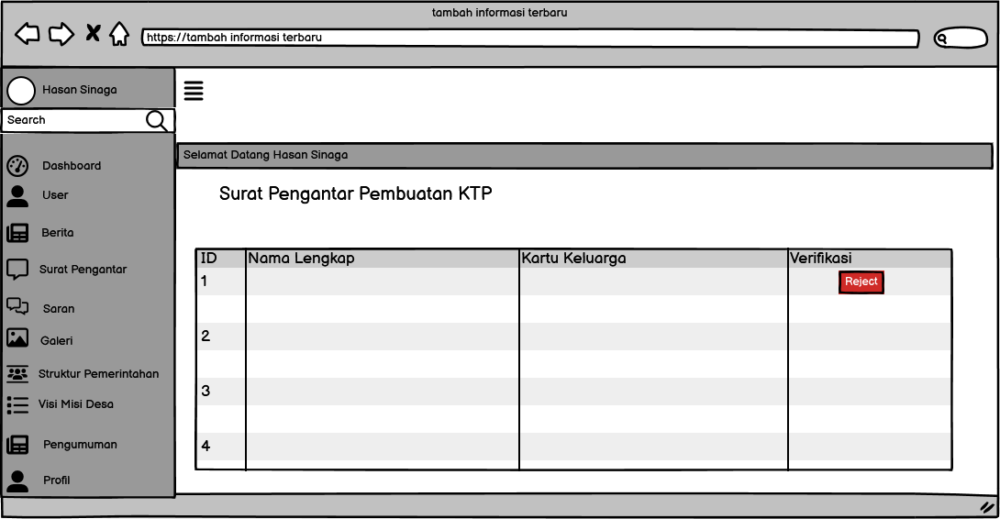 tambah informasi terbaru
https://tambah informasi terbaru
Hasan Sinaga
Search
Dashboard
User
Berita
Surat Pengantar
Saran
Galeri
Struktur Pemerintahan
Visi Misi Desa
Pengumuman
Profil
Selamat Datang Hasan Sinaga
Surat Pengantar Pembuatan KTP
ID Nama Lengkap Kartu Keluarga Verifikasi
1 Reject
2
3
4